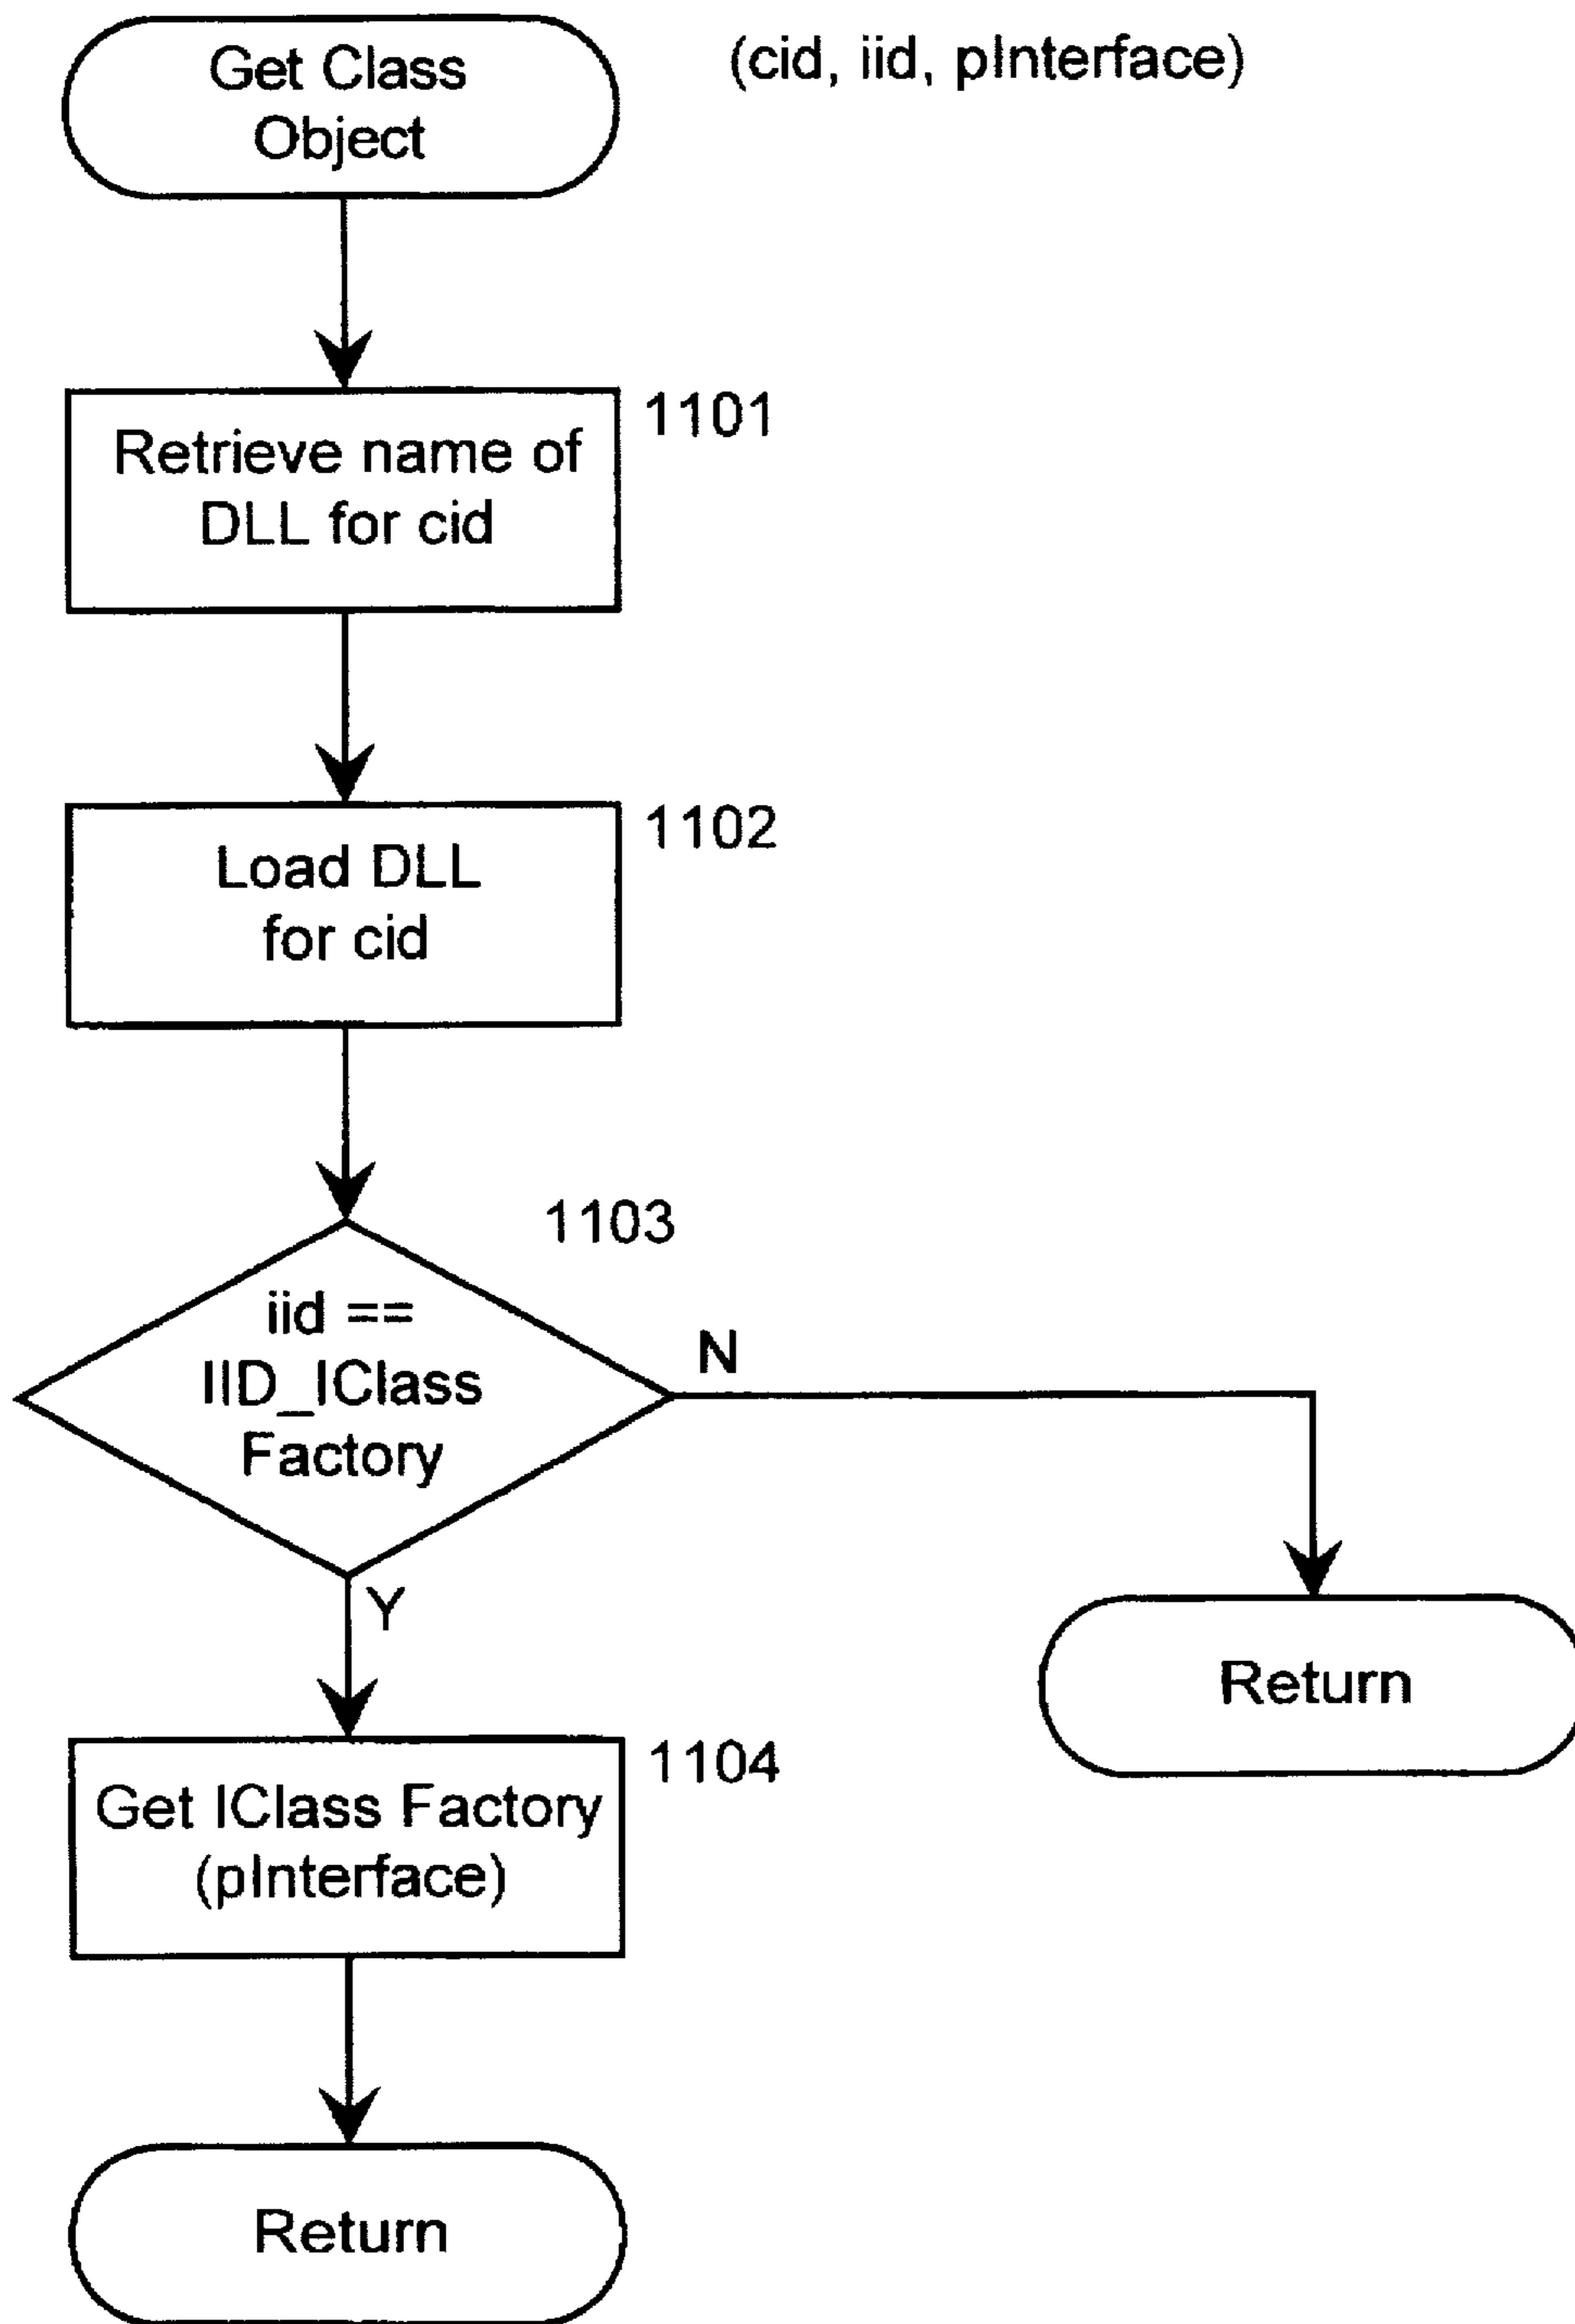 Get Class
Object
(cid, iid, pInterface)
1101
Retrieve name of
DLL for cid
1102
Load DLL
for cid
1103
iid ==
IID_IClass
Factory
N
Y
Return
1104
Get IClass Factory
(pInterface)
Return